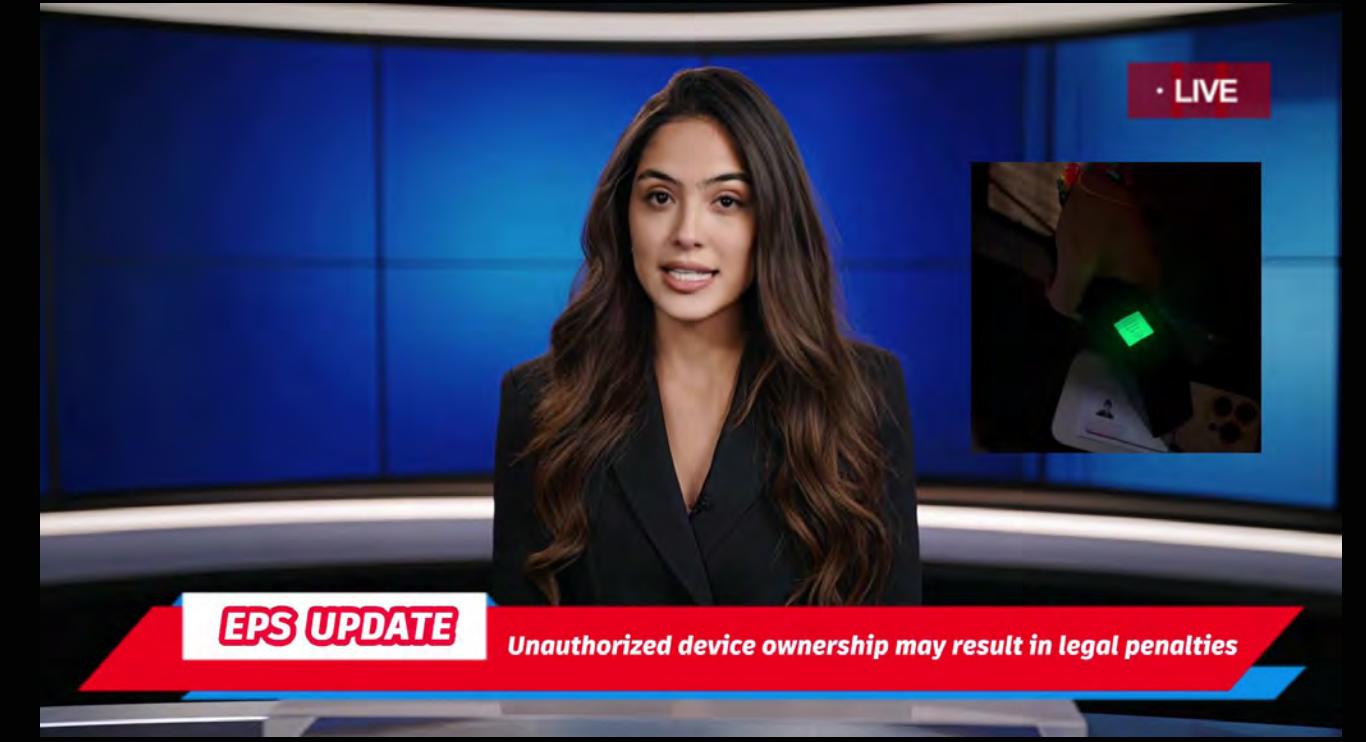 · LIVE
EPS UPDATE
Unauthorized device ownership may result in legal penalties